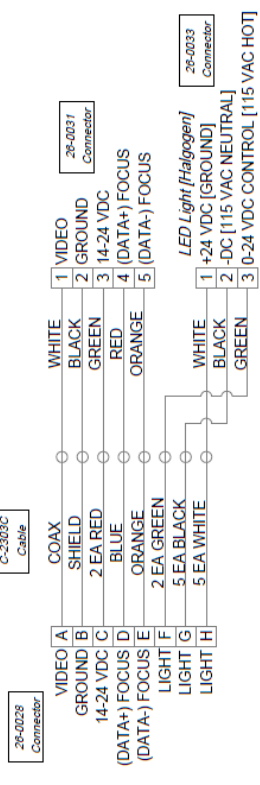 26-0028
Connector
C-2303C
Cable
26-0031
Connector
26-0033
Connector
VIDEO A COAX WHITE 1 VIDEO
GROUND B SHIELD BLACK 2 GROUND
14-24 VDC C 2 EA RED GREEN 3 14-24 VDC
(DATA+) FOCUS D BLUE RED 4 (DATA+) FOCUS
(DATA-) FOCUS E ORANGE ORANGE 5 (DATA-) FOCUS
LIGHT F 2 EA GREEN
LIGHT G 5 EA BLACK
LIGHT H 5 EA WHITE
LED Light [Halgogen]
WHITE 1 +24 VDC [GROUND]
BLACK 2 -DC [115 VAC NEUTRAL]
GREEN 3 0-24 VDC CONTROL [115 VAC HOT]